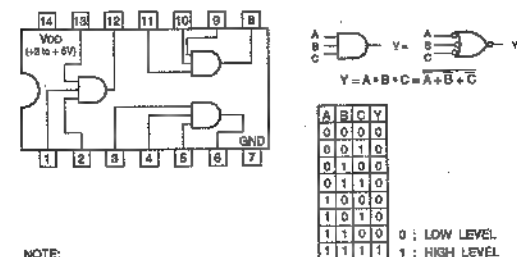 14 13 12 11 10 9 8
VDD
(+2 to + 6V)
GND
1 2 3 4 5 6 7
NOTE:
A
B
C
Y=
A
B
C
Y
Y=A•B•C=A+B+C
A B C Y
0 0 0 0
0 0 1 0
0 1 0 0
0 1 1 0
1 0 0 0
1 0 1 0
1 1 0 0
1 1 1 1
0 : LOW LEVEL
1 : HIGH LEVEL